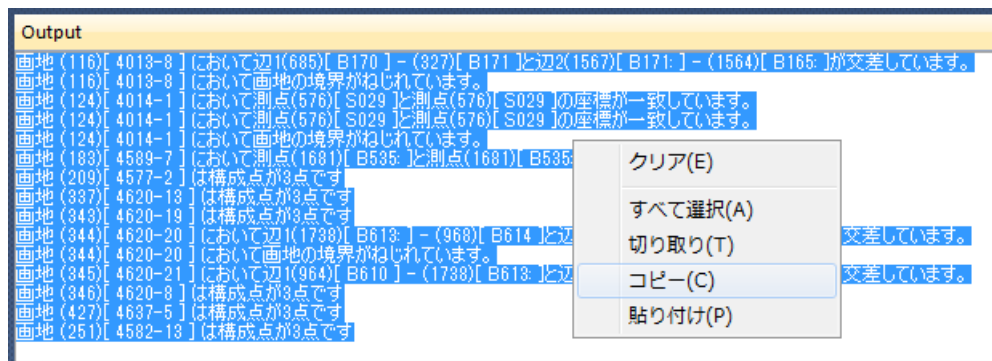 Output
画地 (116)[ 4013-8 ] において辺1(685)[ B170 ] - (327)[ B171 ]と辺2(1567)[ B171: ] - (1564)[ B165: ]が交差しています。
画地 (116)[ 4013-8 ] において画地の境界がねじれています。
画地 (124)[ 4014-1 ] において測点(576)[ S029 ]と測点(576)[ S029 ]の座標が一致しています。
画地 (124)[ 4014-1 ] において測点(576)[ S029 ]と測点(576)[ S029 ]の座標が一致しています。
画地 (124)[ 4014-1 ] において画地の境界がねじれています。
画地 (183)[ 4589-7 ] において測点(1681)[ B535: ]と測点(1681)[ B535:
画地 (209)[ 4577-2 ] は構成点が3点です
画地 (337)[ 4620-13 ] は構成点が3点です
画地 (343)[ 4620-19 ] は構成点が3点です
画地 (344)[ 4620-20 ] において辺1(1738)[ B613: ] - (968)[ B614 ]と辺 交差しています。
画地 (344)[ 4620-20 ] において画地の境界がねじれています。
画地 (345)[ 4620-21 ] において辺1(964)[ B610 ] - (1738)[ B613: ]と辺 交差しています。
画地 (346)[ 4620-8 ] は構成点が3点です
画地 (427)[ 4637-5 ] は構成点が3点です
画地 (251)[ 4582-13 ] は構成点が3点です
クリア(E)
すべて選択(A)
切り取り(T)
コピー(C)
貼り付け(P)